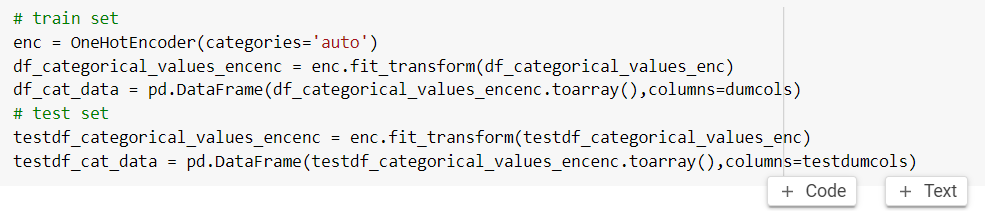 # train set
enc = OneHotEncoder(categories='auto')
df_categorical_values_encenc = enc.fit_transform(df_categorical_values_enc)
df_cat_data = pd.DataFrame(df_categorical_values_encenc.toarray(),columns=dumcols)
# test set
testdf_categorical_values_encenc = enc.fit_transform(testdf_categorical_values_enc)
testdf_cat_data = pd.DataFrame(testdf_categorical_values_encenc.toarray(),columns=testdumcols)
+ Code + Text